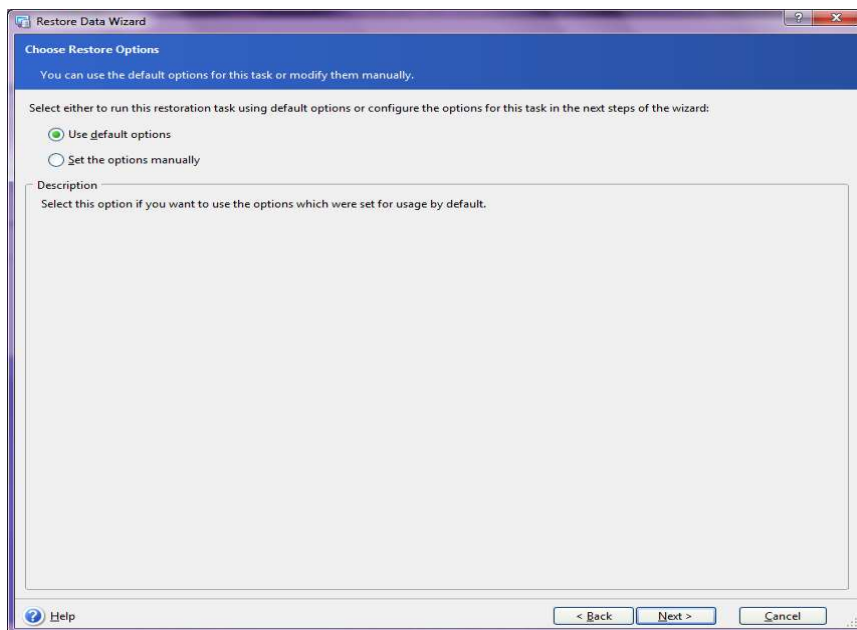 Restore Data Wizard
Choose Restore Options
You can use the default options for this task or modify them manually.
Select either to run this restoration task using default options or configure the options for this task in the next steps of the wizard:
Use default options
Set the options manually
Description
Select this option if you want to use the options which were set for usage by default.
Help
< Back
Next >
Cancel